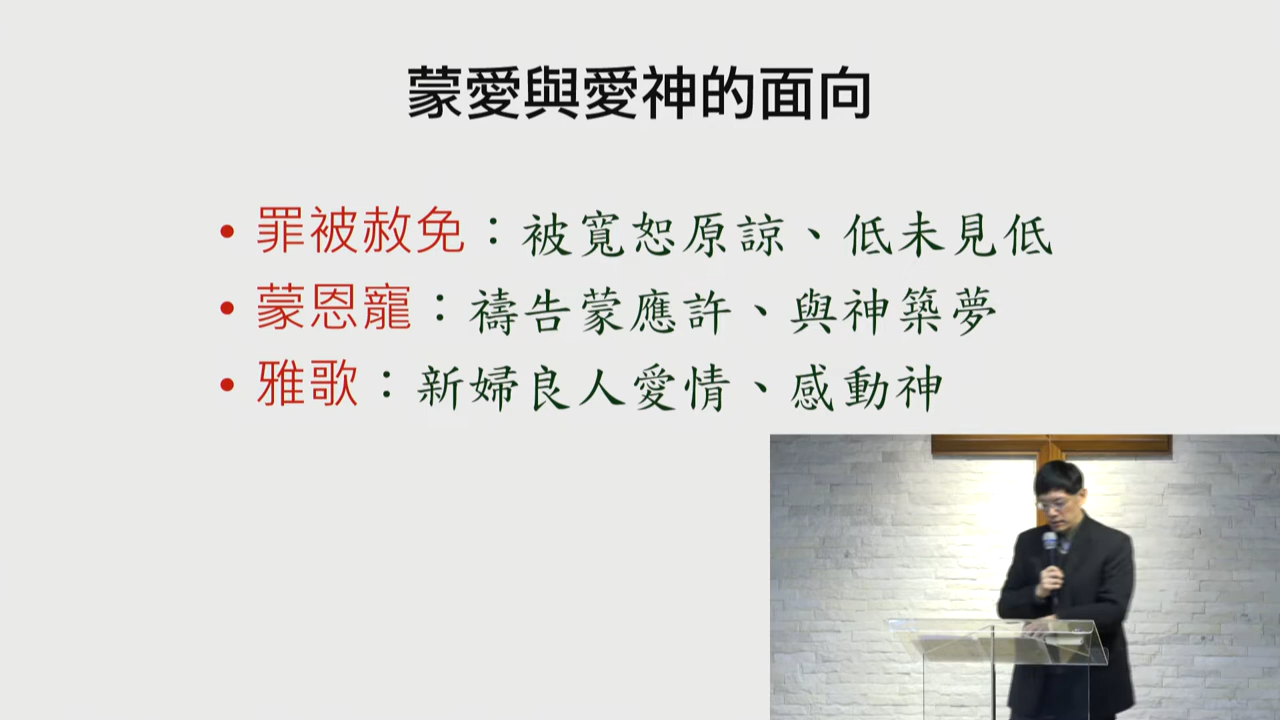 蒙愛與愛神的面向
• 罪被赦免：被寬恕原諒、低未見低
• 蒙恩寵：禱告蒙應許、與神築夢
• 雅歌：新婦良人愛情、感動神